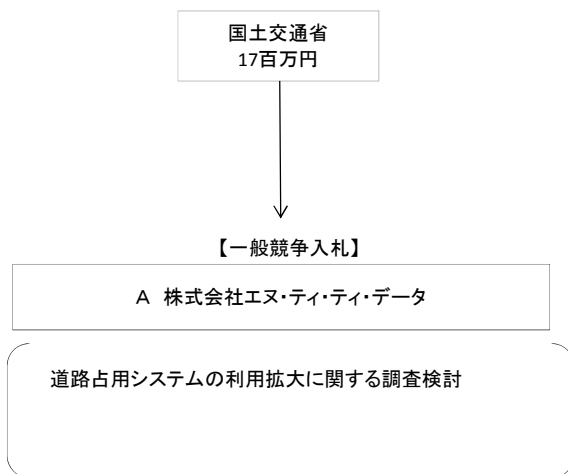 国土交通省
17百万円
【一般競争入札】
A 株式会社エヌ・ティ・ティ・データ
道路占用システムの利用拡大に関する調査検討